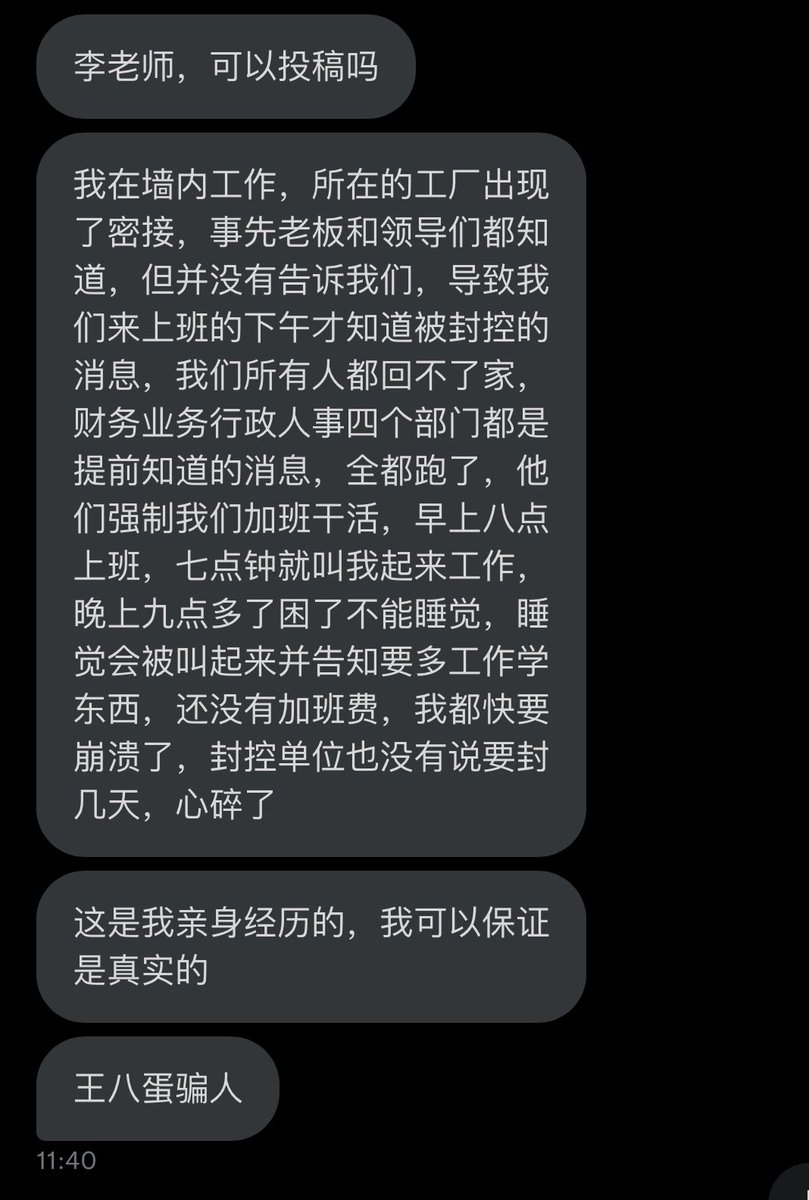 李老师，可以投稿吗
我在墙内工作，所在的工厂出现
了密接，事先老板和领导们都知
道，但并没有告诉我们，导致我
们来上班的下午才知道被封控的
消息，我们所有人都回不了家，
财务业务行政人事四个部门都是
提前知道的消息，全都跑了，他
们强制我们加班干活，早上八点
上班，七点钟就叫我起来工作，
晚上九点多了困了不能睡觉，睡
觉会被叫起来并告知要多工作学
东西，还没有加班费，我都快要
崩溃了，封控单位也没有说要封
几天，心碎了
这是我亲身经历的，我可以保证
是真实的
王八蛋骗人
11:40